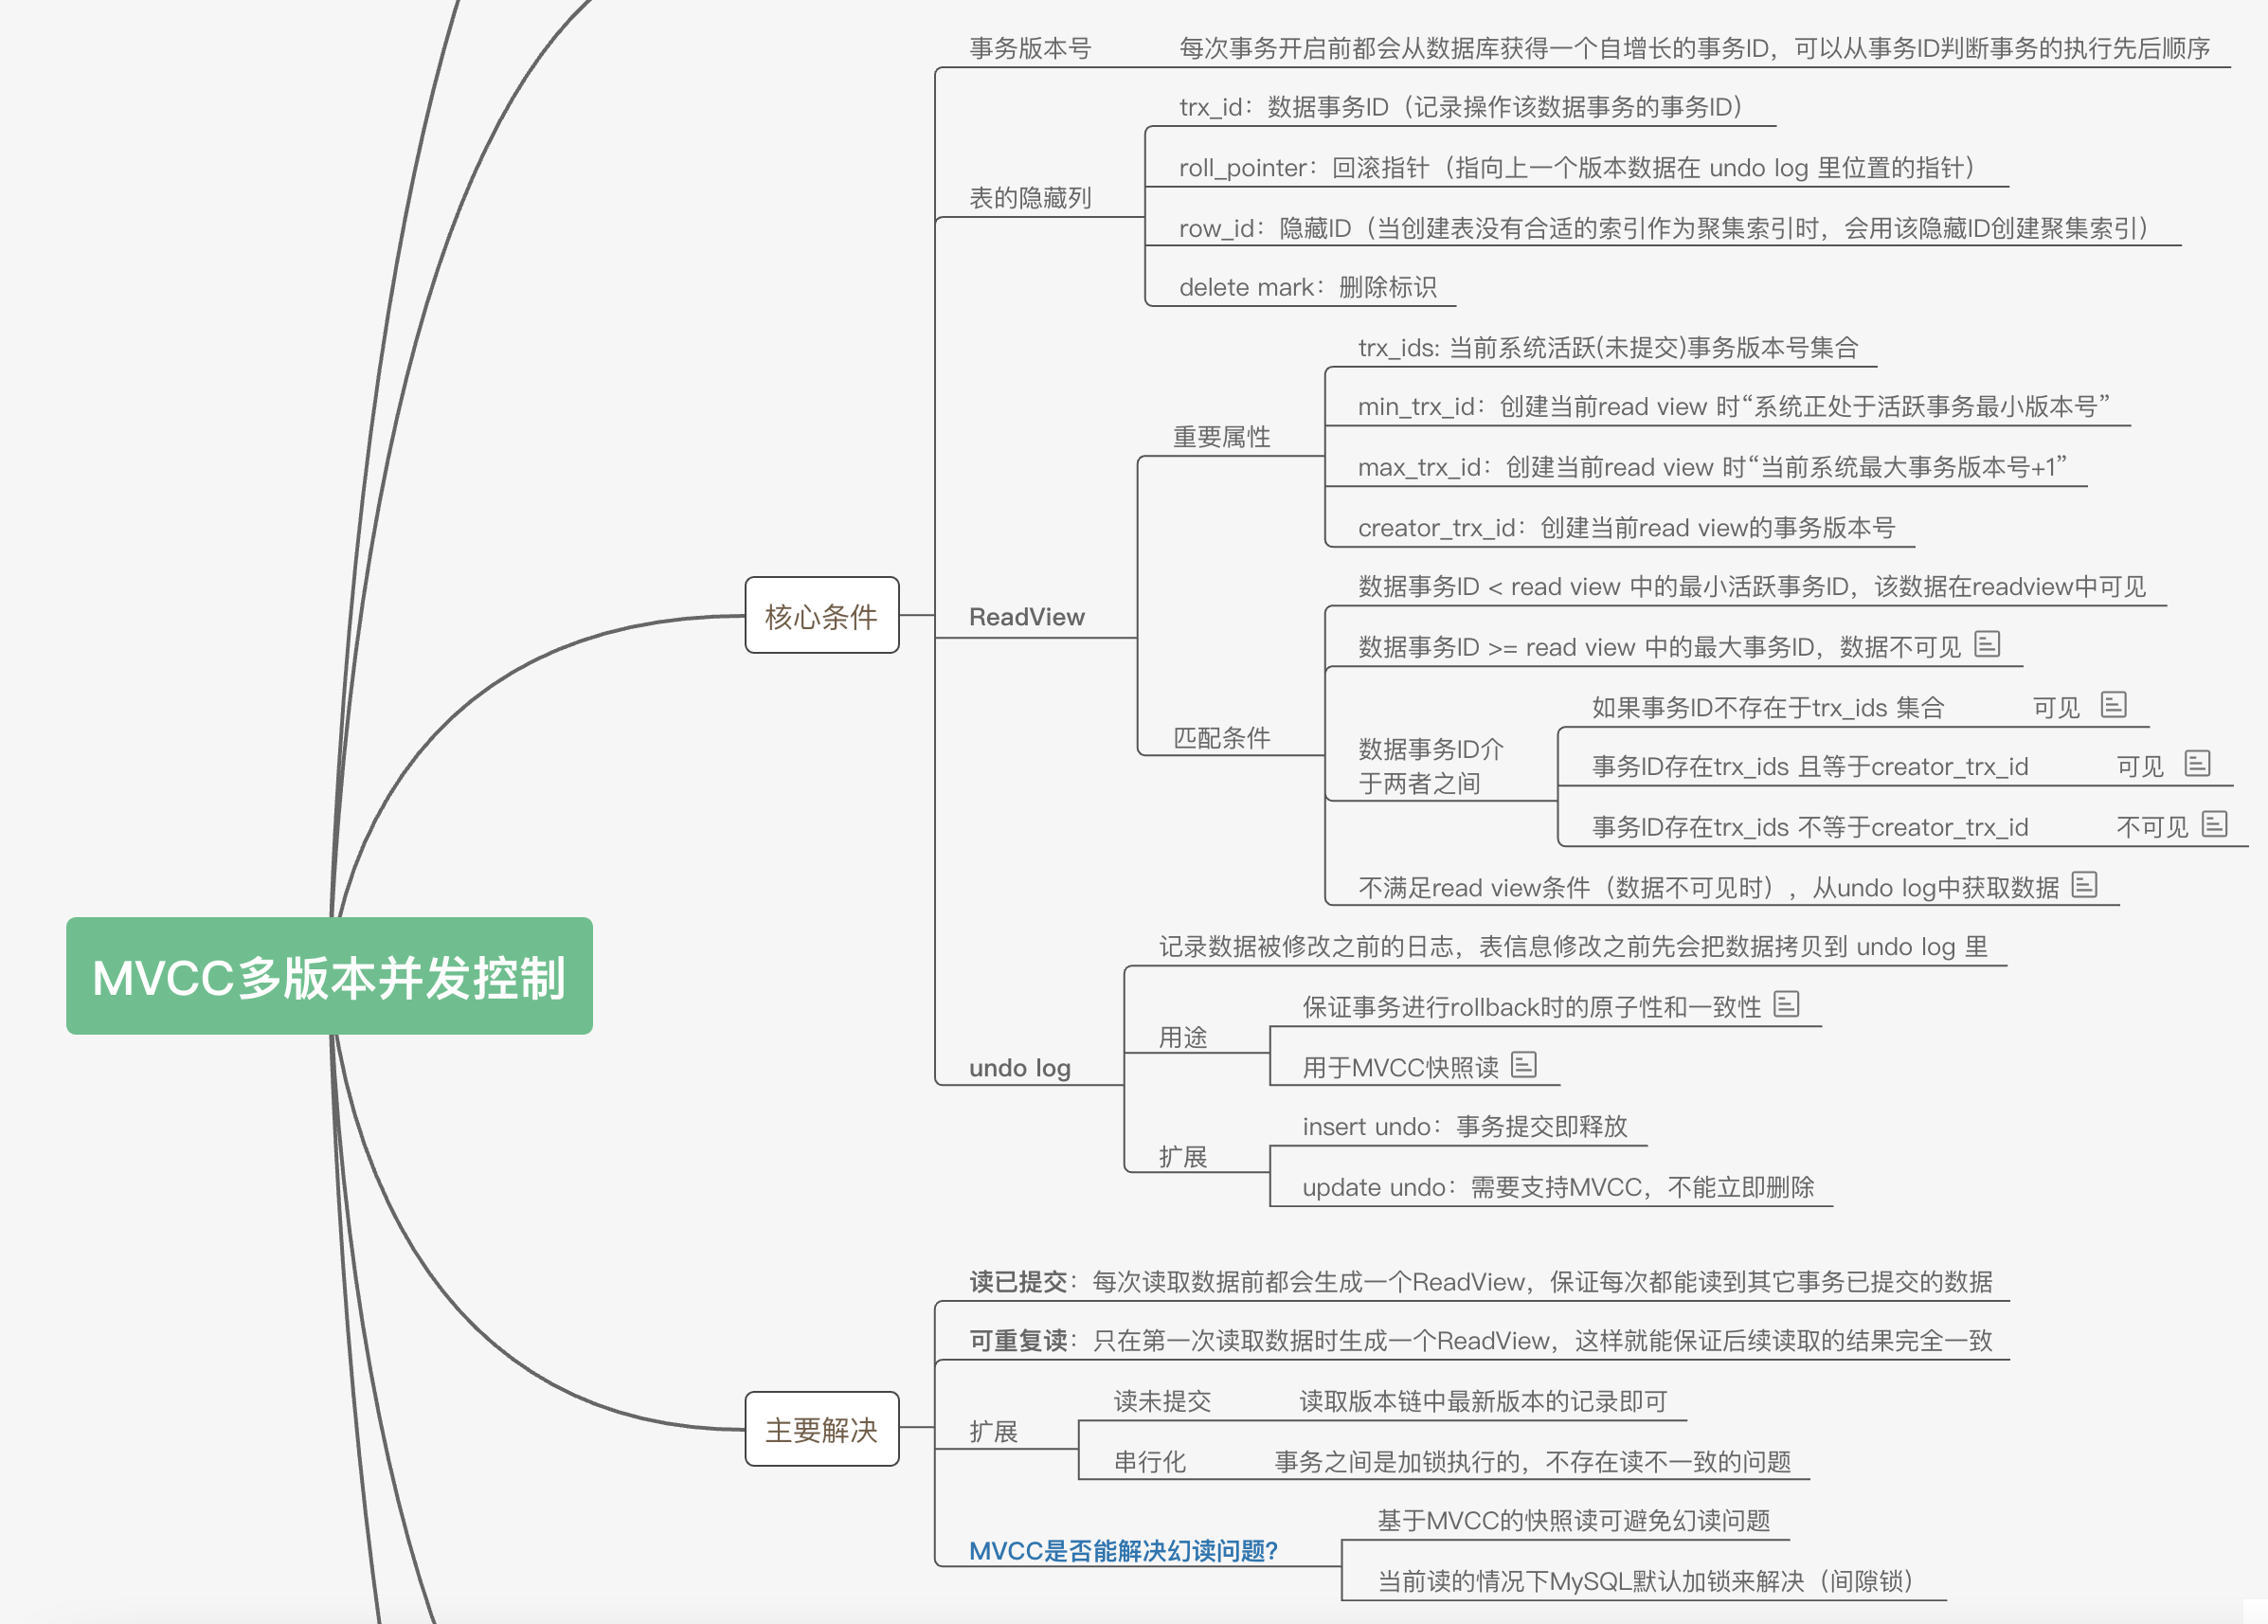 MVCC多版本并发控制
核心条件
事务版本号
每次事务开启前都会从数据库获得一个自增长的事务ID，可以从事务ID判断事务的执行先后顺序
表的隐藏列
trx_id：数据事务ID（记录操作该数据事务的事务ID）
roll_pointer：回滚指针（指向上一个版本数据在 undo log 里位置的指针）
row_id：隐藏ID（当创建表没有合适的索引作为聚集索引时，会用该隐藏ID创建聚集索引）
delete mark：删除标识
ReadView
重要属性
trx_ids: 当前系统活跃(未提交)事务版本号集合
min_trx_id：创建当前read view 时“系统正处于活跃事务最小版本号”
max_trx_id：创建当前read view 时“当前系统最大事务版本号+1”
creator_trx_id：创建当前read view的事务版本号
匹配条件
数据事务ID < read view 中的最小活跃事务ID，该数据在readview中可见
数据事务ID >= read view 中的最大事务ID，数据不可见
数据事务ID介
于两者之间
如果事务ID不存在于trx_ids 集合
可见
事务ID存在trx_ids 且等于creator_trx_id
可见
事务ID存在trx_ids 不等于creator_trx_id
不可见
不满足read view条件（数据不可见时），从undo log中获取数据
undo log
记录数据被修改之前的日志，表信息修改之前先会把数据拷贝到 undo log 里
用途
保证事务进行rollback时的原子性和一致性
用于MVCC快照读
扩展
insert undo：事务提交即释放
update undo：需要支持MVCC，不能立即删除
主要解决
读已提交：每次读取数据前都会生成一个ReadView，保证每次都能读到其它事务已提交的数据
可重复读：只在第一次读取数据时生成一个ReadView，这样就能保证后续读取的结果完全一致
扩展
读未提交
读取版本链中最新版本的记录即可
串行化
事务之间是加锁执行的，不存在读不一致的问题
MVCC是否能解决幻读问题?
基于MVCC的快照读可避免幻读问题
当前读的情况下MySQL默认加锁来解决（间隙锁）